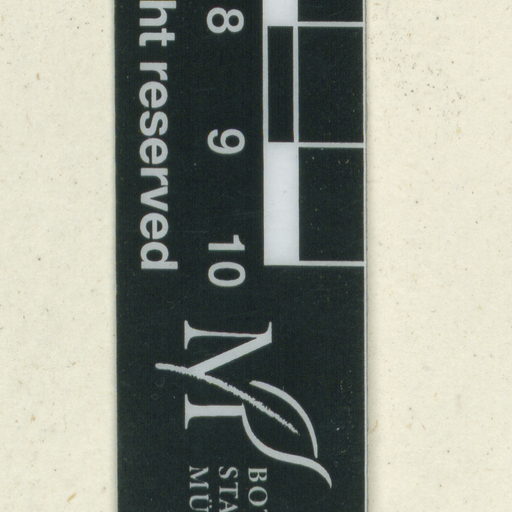 8 9 10
ht reserved
M
BO
STA
MÜ